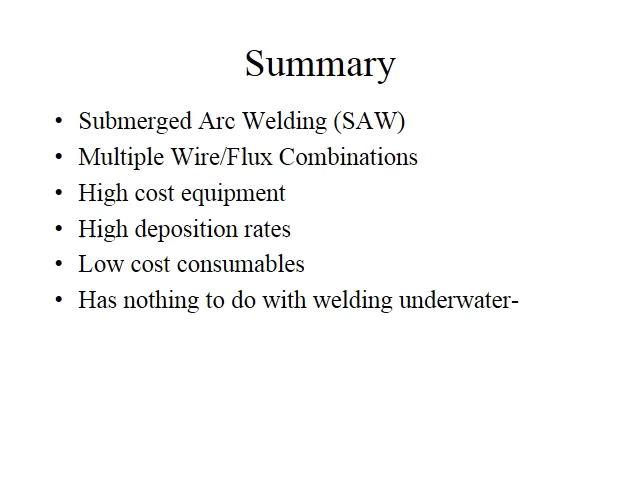 Summary
• Submerged Arc Welding (SAW)
• Multiple Wire/Flux Combinations
• High cost equipment
• High deposition rates
• Low cost consumables
• Has nothing to do with welding underwater-